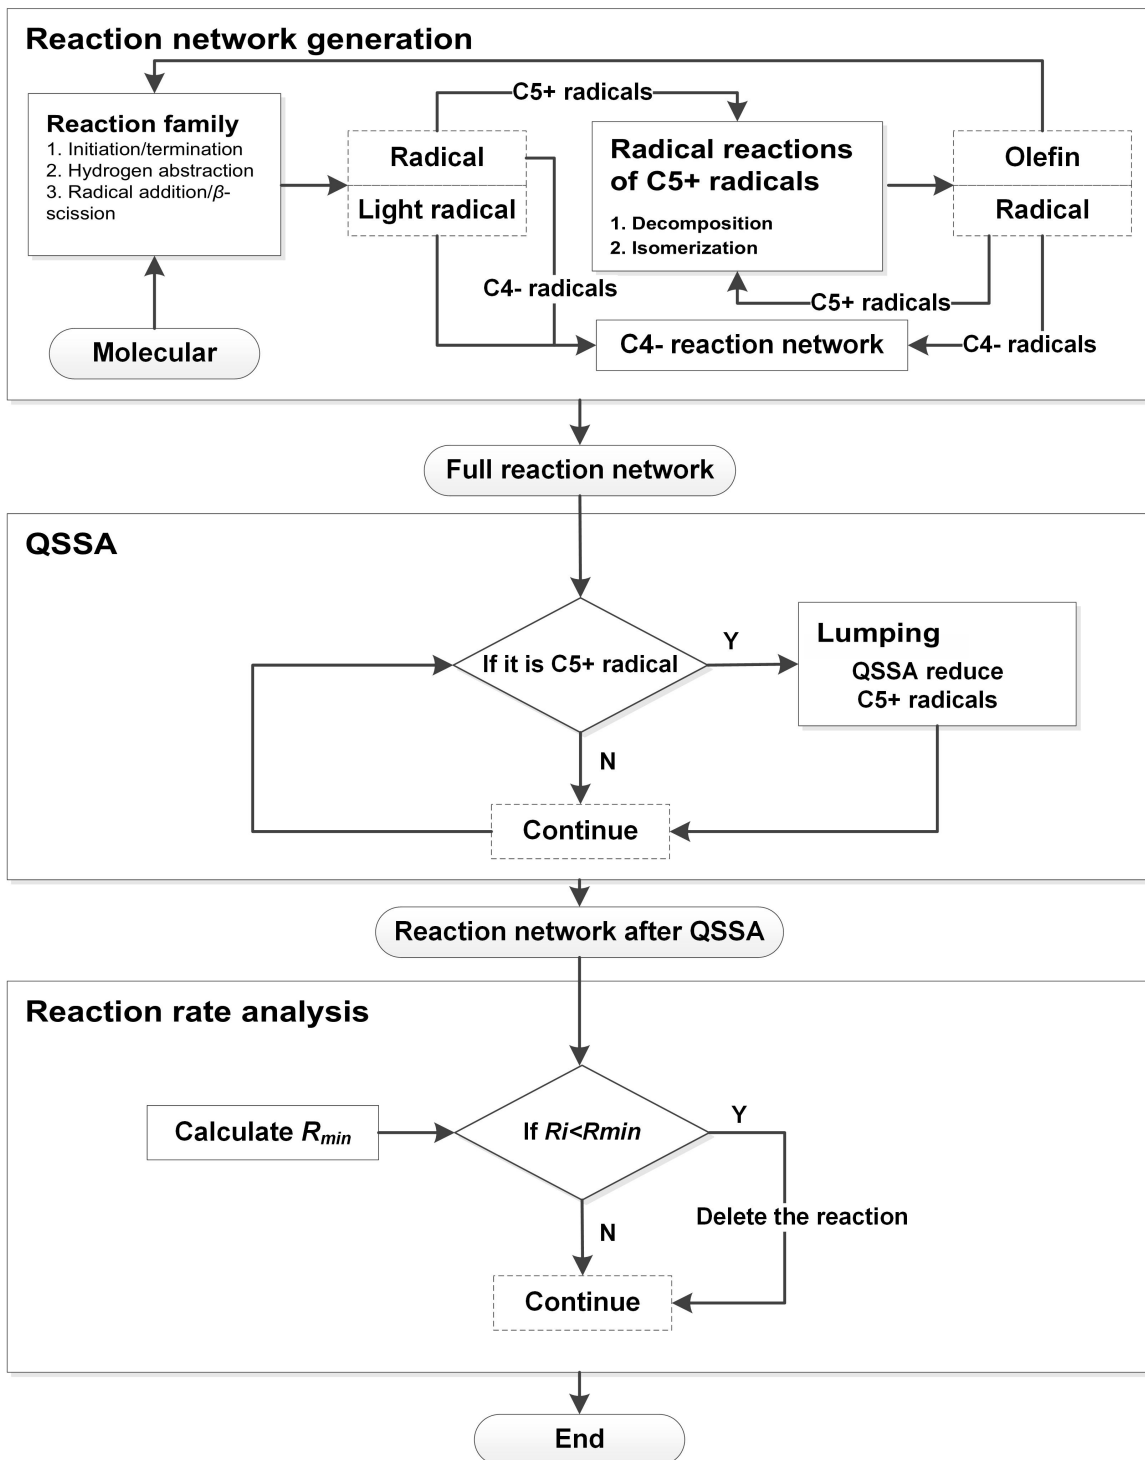 Reaction network generation
C5+ radicals
Reaction family
1. Initiation/termination
2. Hydrogen abstraction
3. Radical addition/β-
scission
Radical
Light radical
Radical reactions
of C5+ radicals
1. Decomposition
2. Isomerization
Olefin
Radical
C4- radicals
C5+ radicals
Molecular
C4- reaction network
C4- radicals
Full reaction network
QSSA
If it is C5+ radical
Y
Lumping
QSSA reduce
C5+ radicals
N
Continue
Reaction network after QSSA
Reaction rate analysis
Calculate Rmin
If Ri<Rmin
Y
Delete the reaction
N
Continue
End